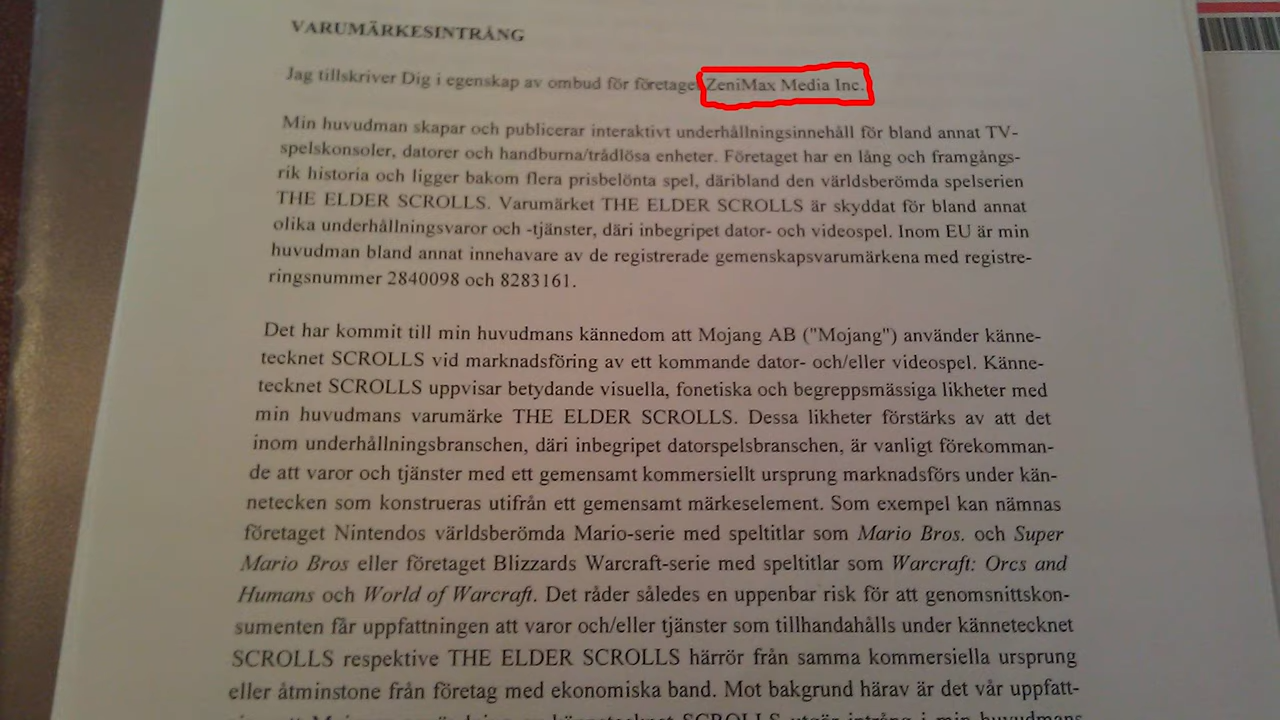 VARUMÄRKESINTRÅNG
Jag tillskriver Dig i egenskap av ombud för företaget ZeniMax Media Inc.
Min huvudman skapar och publicerar interaktivt underhållningsinnehåll för bland annat TV-
spelskonsoler, datorer och handburna/trådlösa enheter. Företaget har en lång och framgångs-
rik historia och ligger bakom flera prisbelönta spel, däribland den världsberömda spelserien
THE ELDER SCROLLS. Varumärket THE ELDER SCROLLS är skyddat för bland annat
olika underhållningsvaror och -tjänster, däri inbegripet dator- och videospel. Inom EU är min
huvudman bland annat innehavare av de registrerade gemenskapsvarumärkena med registre-
ringsnummer 2840098 och 8283161.
Det har kommit till min huvudmans kännedom att Mojang AB ("Mojang") använder känne-
tecknet SCROLLS vid marknadsföring av ett kommande dator- och/eller videospel. Känne-
tecknet SCROLLS uppvisar betydande visuella, fonetiska och begreppsmässiga likheter med
min huvudmans varumärke THE ELDER SCROLLS. Dessa likheter förstärks av att det
inom underhållningsbranschen, däri inbegripet datorspelsbranschen, är vanligt förekomman-
de att varor och tjänster med ett gemensamt kommersiellt ursprung marknadsförs under kän-
netecken som konstrueras utifrån ett gemensamt märkeselement. Som exempel kan nämnas
företaget Nintendos världsberömda Mario-serie med speltitlar som Mario Bros. och Super
Mario Bros eller företaget Blizzards Warcraft-serie med speltitlar som Warcraft: Orcs and
Humans och World of Warcraft. Det råder således en uppenbar risk för att genomsnittskon-
sumenten får uppfattningen att varor och/eller tjänster som tillhandahålls under kännetecknet
SCROLLS respektive THE ELDER SCROLLS härrör från samma kommersiella ursprung
eller åtminstone från företag med ekonomiska band. Mot bakgrund härav är det vår uppfatt-
SCROLLS utgör intrång i min huvudmans